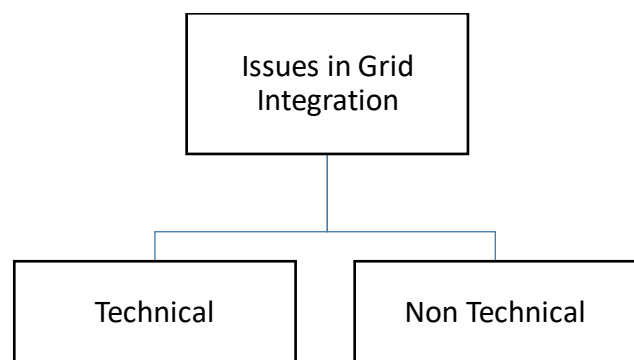 Issues in Grid
Integration
Technical
Non Technical